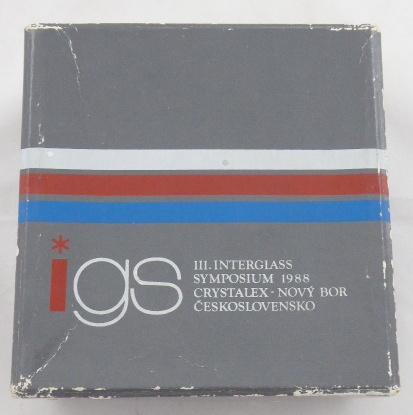 igs
III. INTERGLASS
SYMPOSIUM 1988
CRYSTALEX - NOVÝ BOR
ČESKOSLOVENSKO